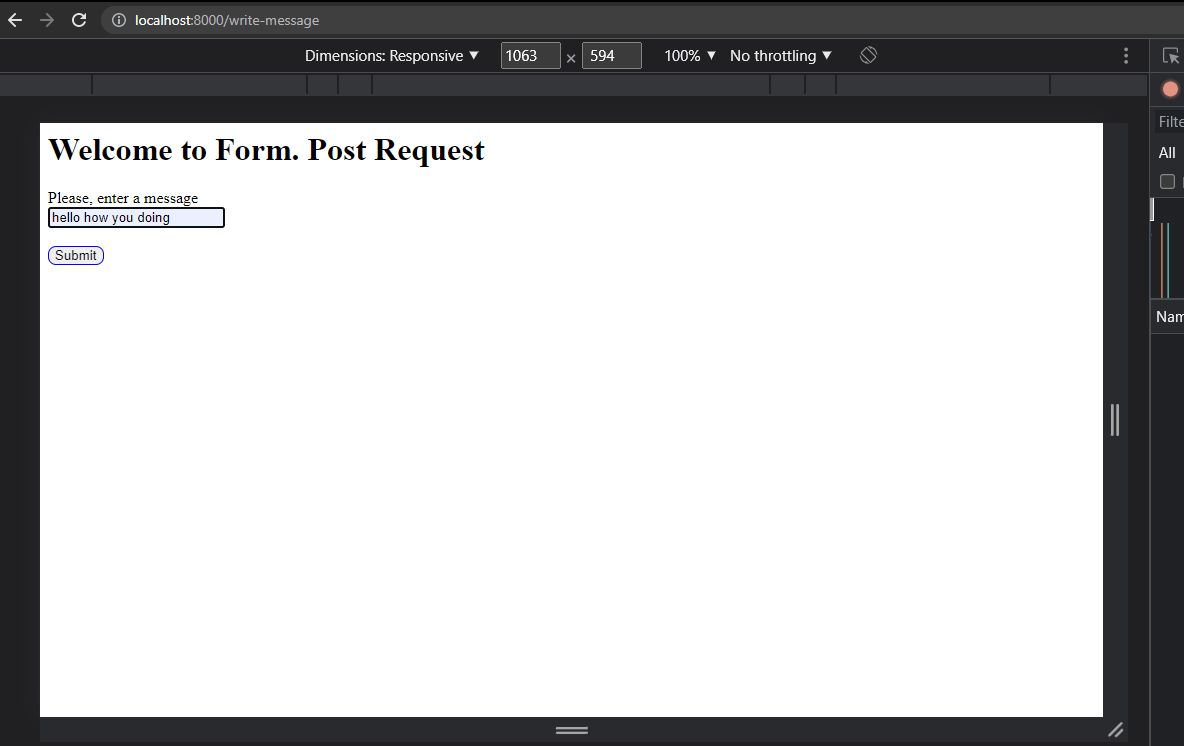 localhost:8000/write-message
Dimensions: Responsive ▼ 1063 × 594 100% ▼ No throttling ▼
Filte
All
Welcome to Form. Post Request
Please, enter a message
hello how you doing
Submit
Nam